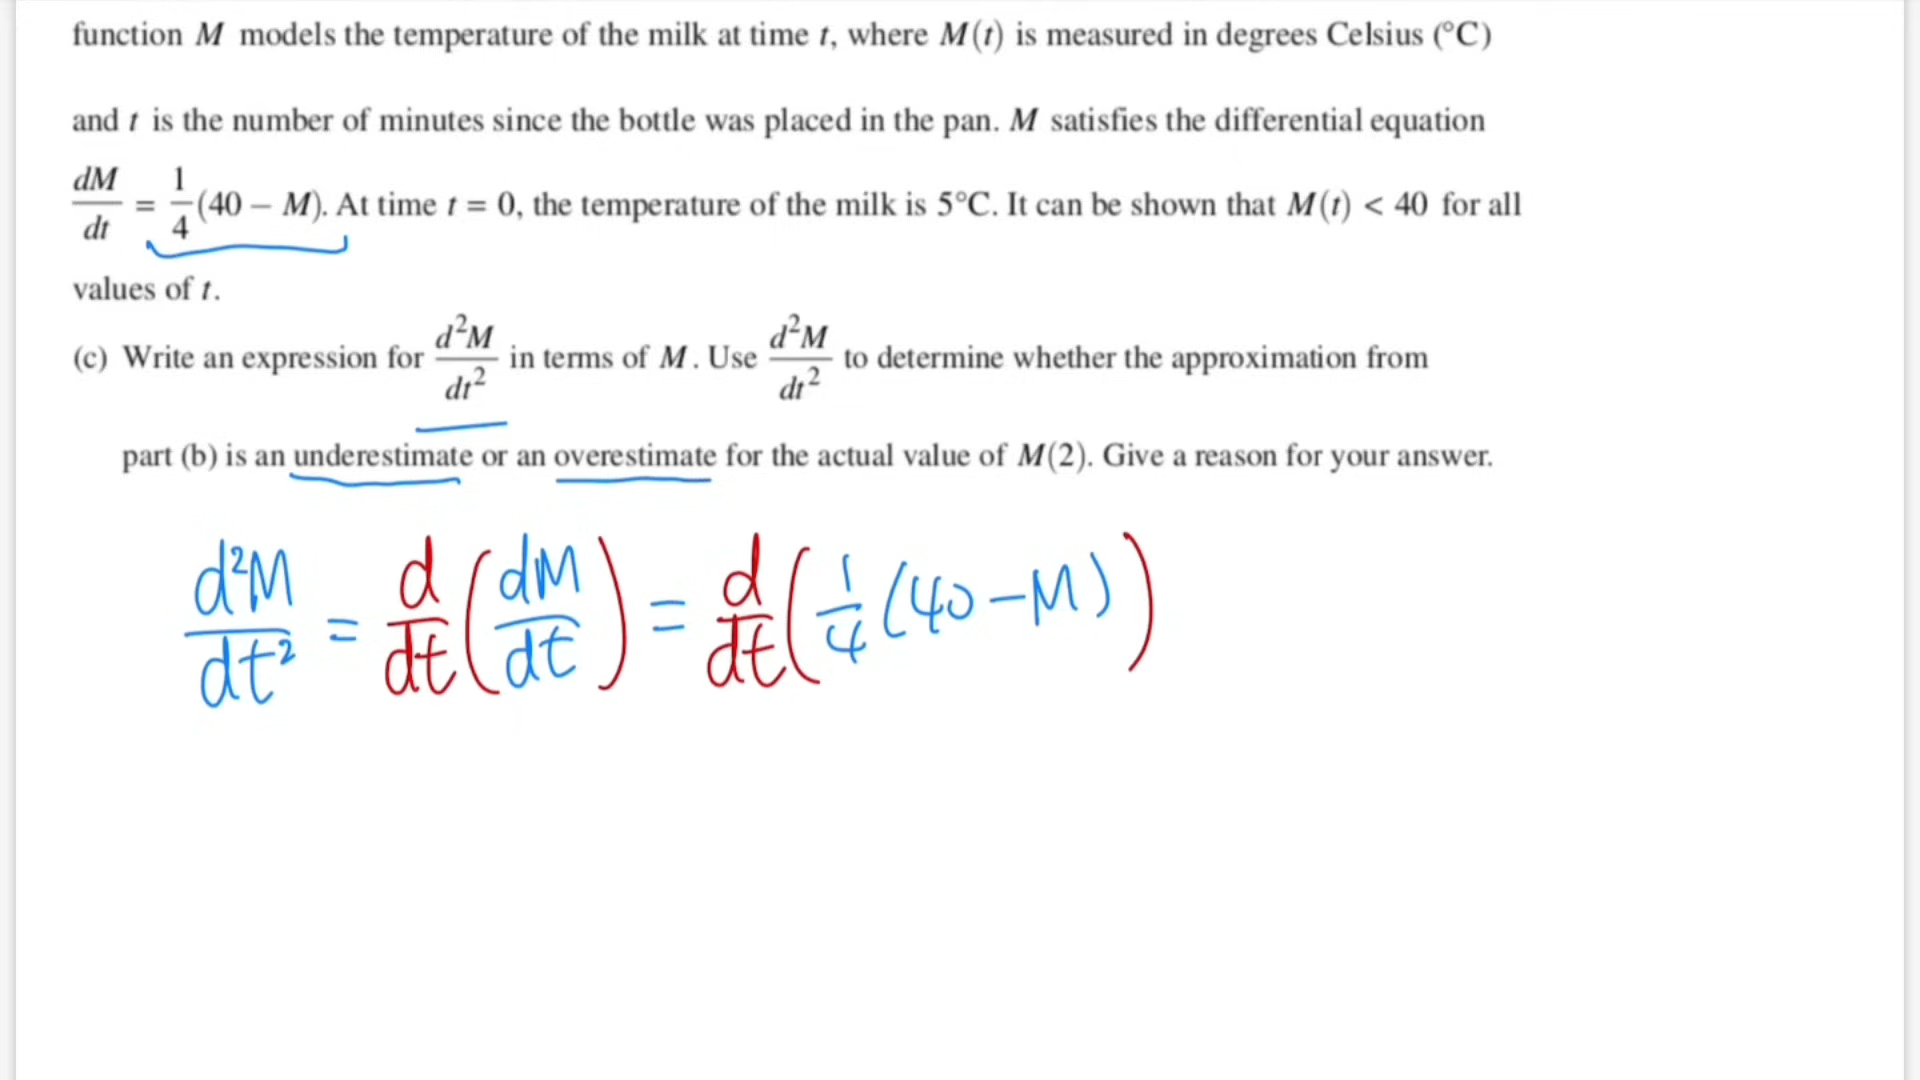 function M models the temperature of the milk at time t, where M(t) is measured in degrees Celsius (°C)
and t is the number of minutes since the bottle was placed in the pan. M satisfies the differential equation
dM/dt = 1/4(40 – M). At time t = 0, the temperature of the milk is 5°C. It can be shown that M(t) < 40 for all
values of t.
(c) Write an expression for d²M/dt² in terms of M. Use d²M/dt² to determine whether the approximation from
part (b) is an underestimate or an overestimate for the actual value of M(2). Give a reason for your answer.
d²M/dt² = d/dt(dM/dt) = d/dt(1/4(40-M))